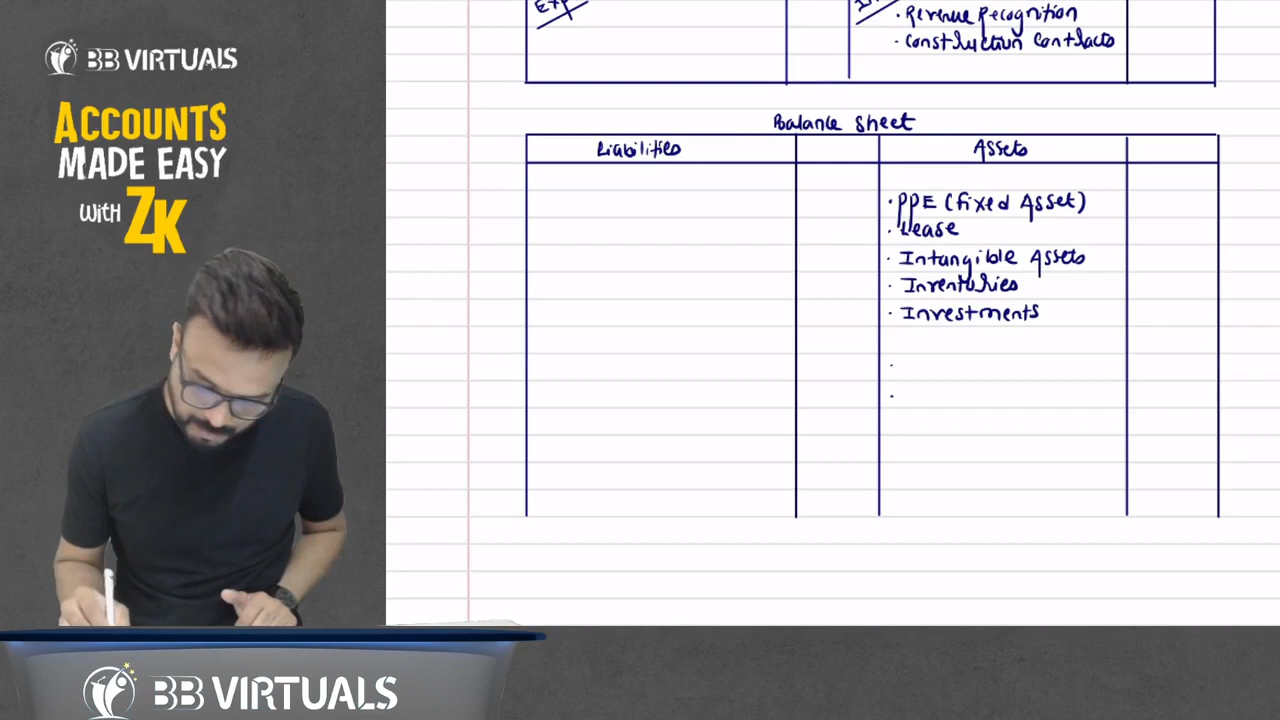 BB VIRTUALS
ACCOUNTS
MADE EASY
WITH ZK
Exp
· Revenue Recognition
· Construction Contracts
Balance Sheet
Liabilities
Assets
· PPE (Fixed Asset)
· Lease
· Intangible Assets
· Inventories
· Investments
BB VIRTUALS